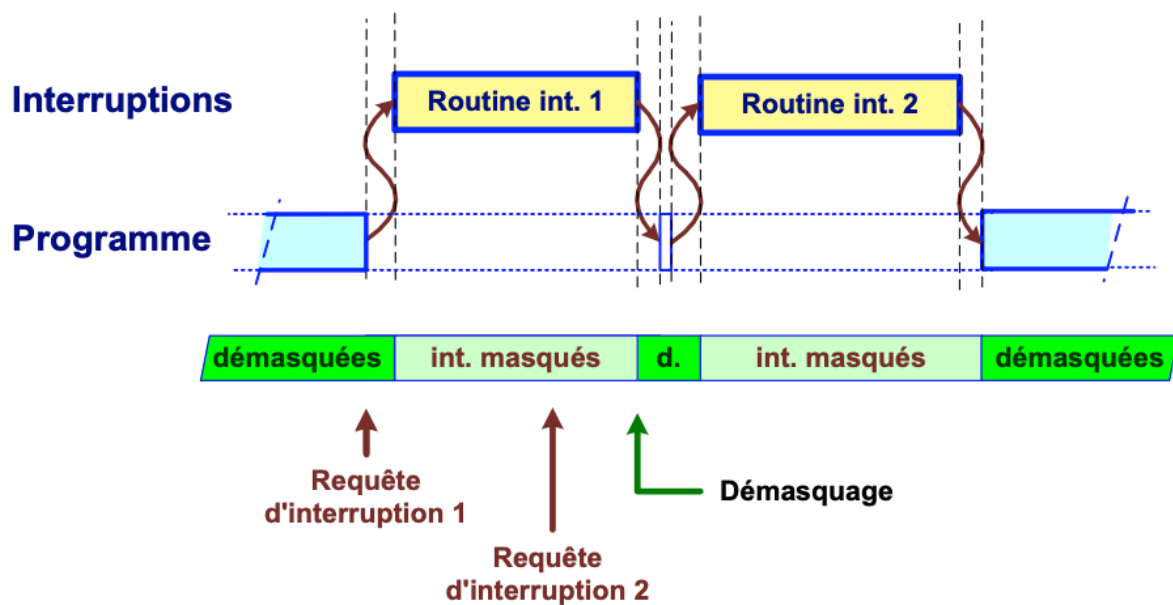 Interruptions
Routine int. 1
Routine int. 2
Programme
démasquées
int. masqués
d.
int. masqués
démasquées
Requête
d'interruption 1
Démasquage
Requête
d'interruption 2